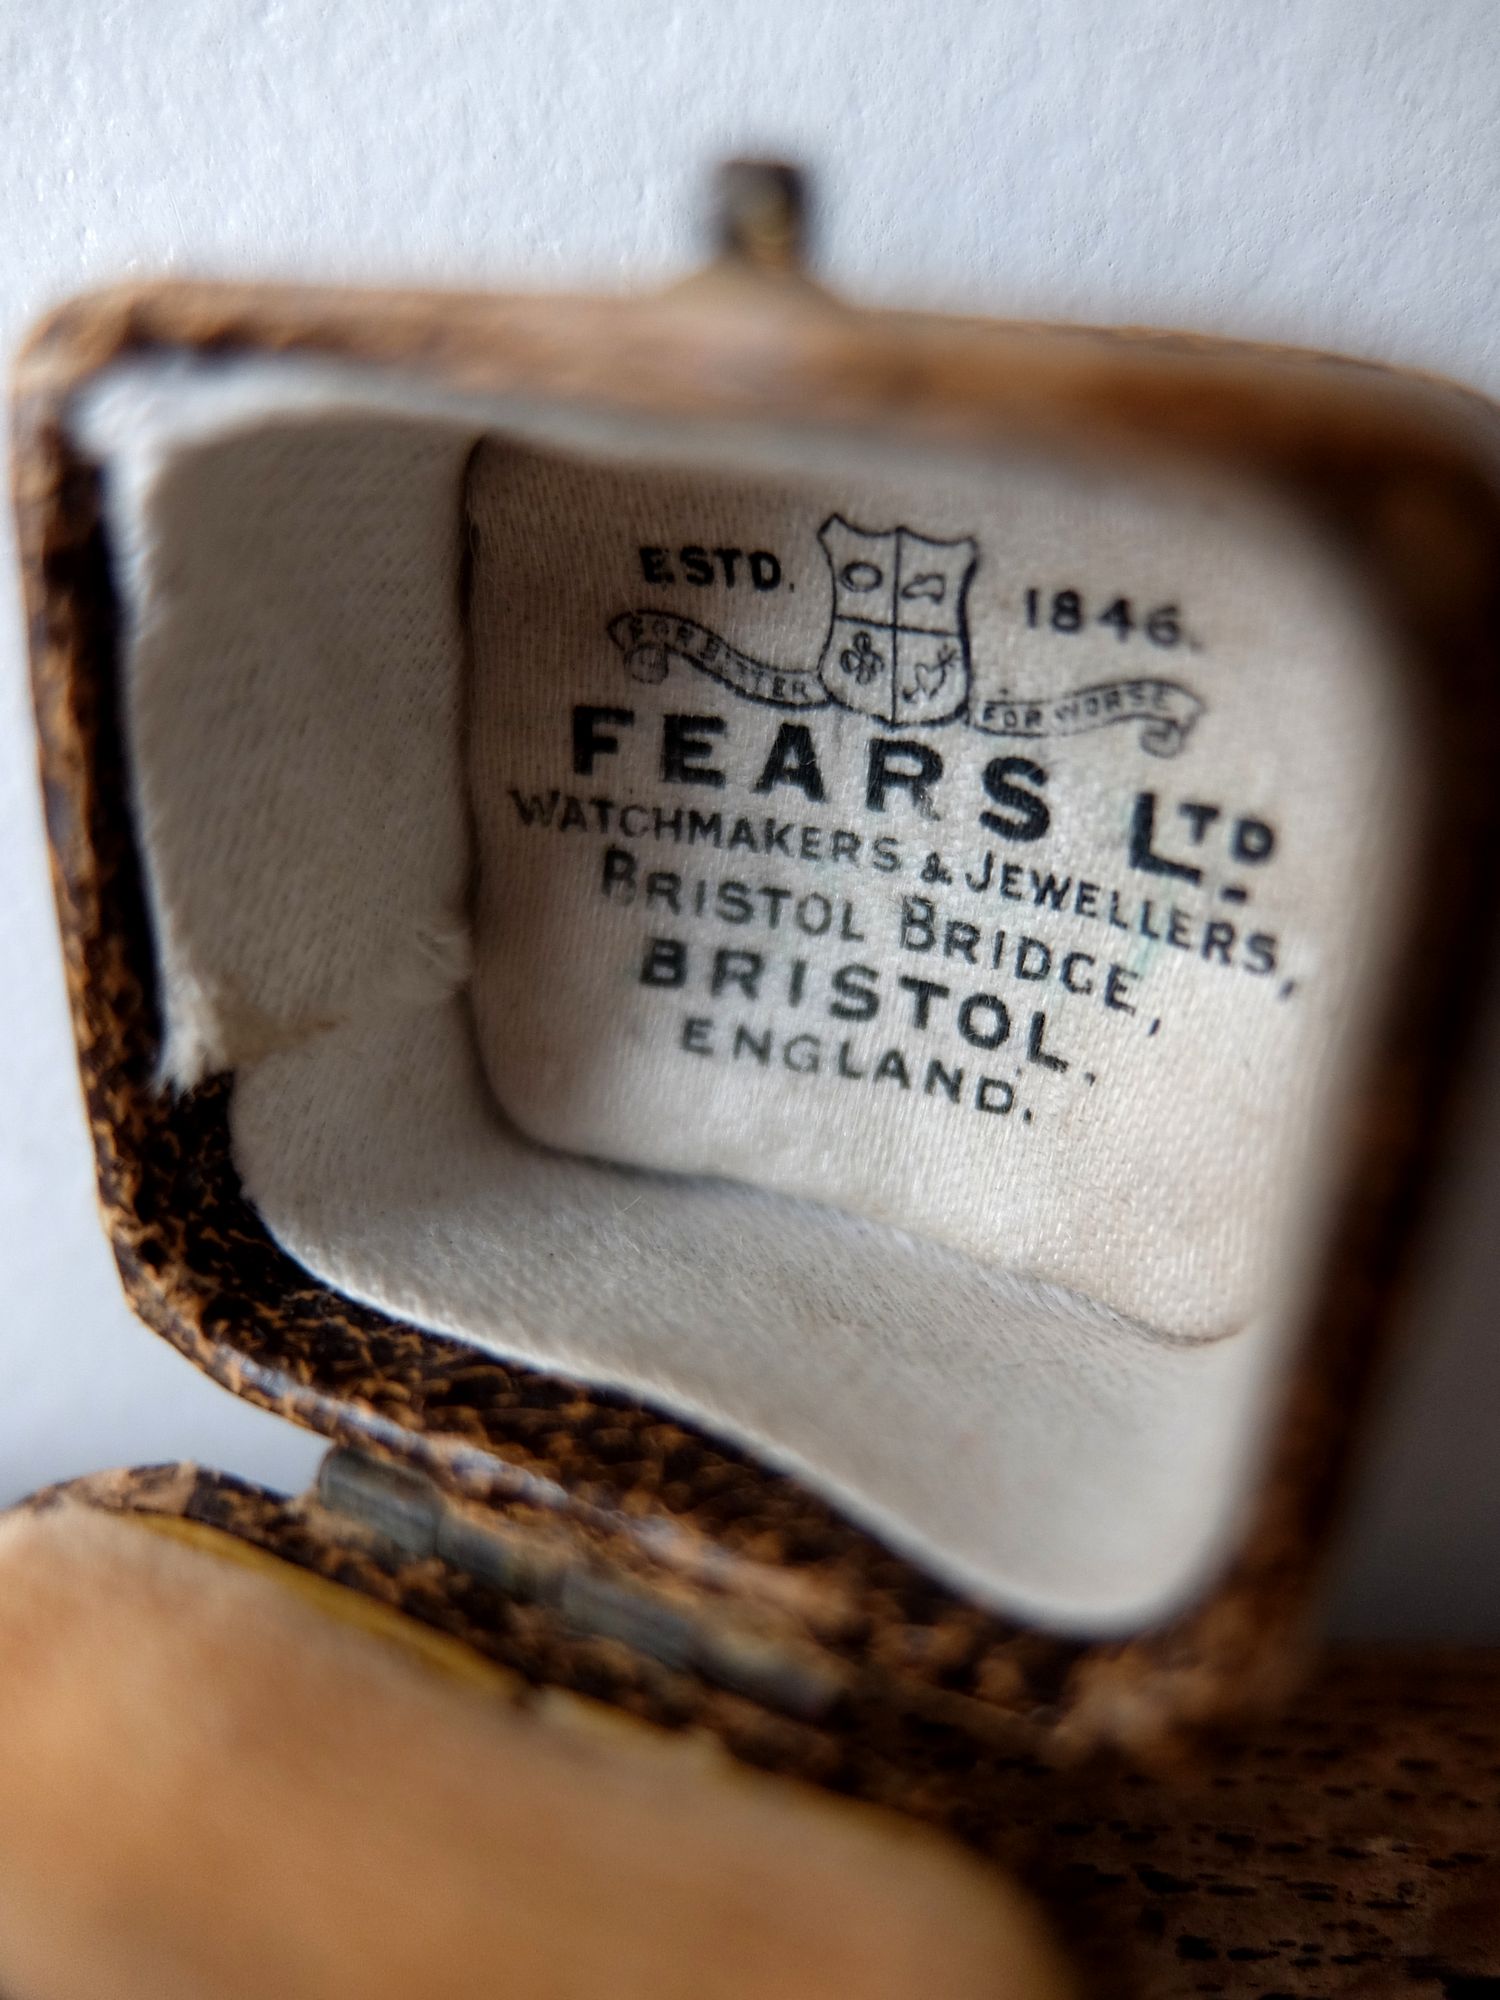 ESTD. 1846.
FOR BETTER FOR WORSE
FEARS LTD
WATCHMAKERS & JEWELLERS,
BRISTOL BRIDGE,
BRISTOL.
ENGLAND.